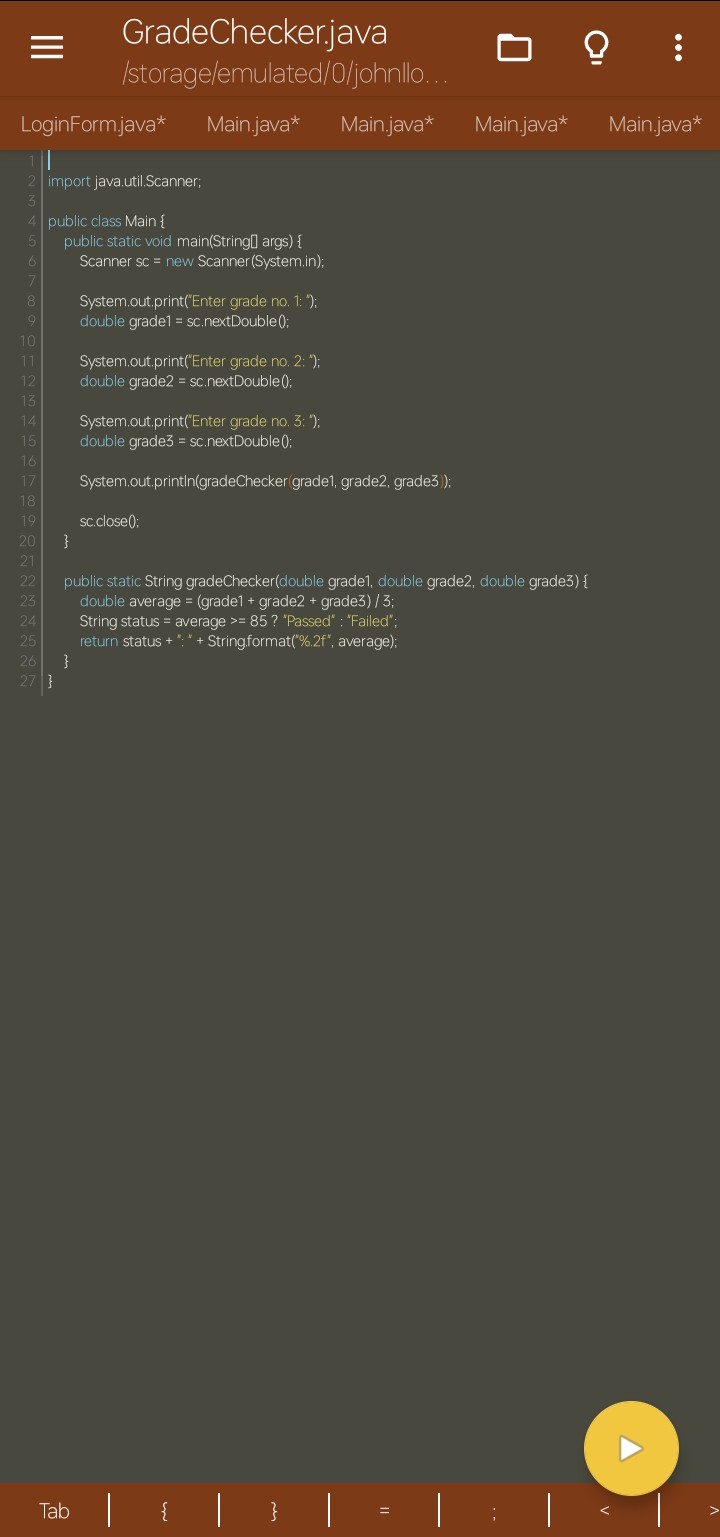 GradeChecker.java
/storage/emulated/0/johnllo...
LoginForm.java* Main.java* Main.java* Main.java* Main.java*
1
2 import java.util.Scanner;
3
4 public class Main {
5     public static void main(String[] args) {
6         Scanner sc = new Scanner(System.in);
7
8         System.out.print("Enter grade no. 1: ");
9         double grade1 = sc.nextDouble();
10
11         System.out.print("Enter grade no. 2: ");
12         double grade2 = sc.nextDouble();
13
14         System.out.print("Enter grade no. 3: ");
15         double grade3 = sc.nextDouble();
16
17         System.out.println(gradeChecker(grade1, grade2, grade3));
18
19         sc.close();
20     }
21
22     public static String gradeChecker(double grade1, double grade2, double grade3) {
23         double average = (grade1 + grade2 + grade3) / 3;
24         String status = average >= 85 ? "Passed" : "Failed";
25         return status + ": " + String.format("%.2f", average);
26     }
27 }
Tab { } = ; < >